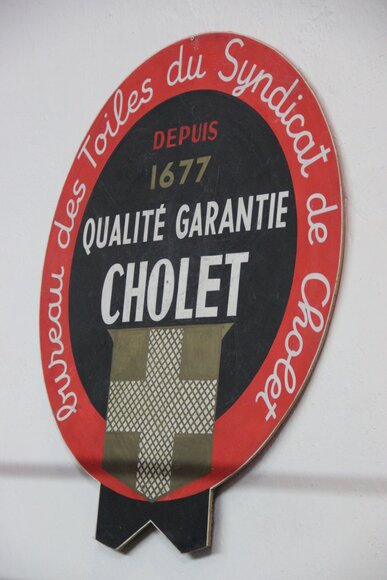 bureau des Toiles du Syndicat de Cholet
DEPUIS
1677
QUALITÉ GARANTIE
CHOLET